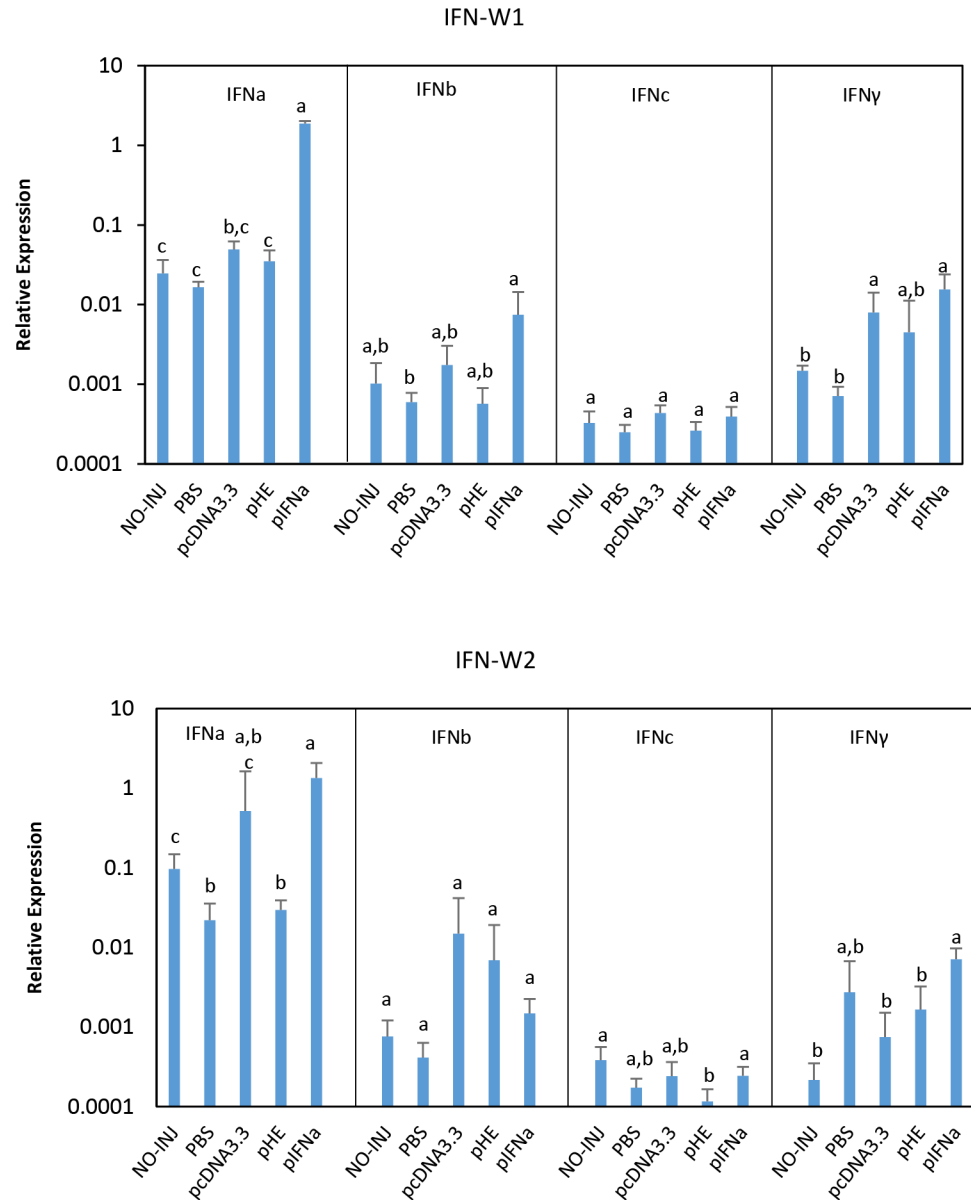 IFN-W1
Relative Expression
10
1
0.1
0.01
0.001
0.0001
IFNa
IFNb
IFNc
IFNγ
c
c
b,c
c
a
a,b
b
a,b
a,b
a
a
a
a
a
a
b
b
a
a,b
a
NO-INJ
PBS
pcDNA3.3
pHE
pIFNa
NO-INJ
PBS
pcDNA3.3
pHE
pIFNa
NO-INJ
PBS
pcDNA3.3
pHE
pIFNa
NO-INJ
PBS
pcDNA3.3
pHE
pIFNa
IFN-W2
Relative Expression
10
1
0.1
0.01
0.001
0.0001
IFNa
IFNb
IFNc
IFNγ
c
b
a,b
c
b
a
a
a
a
a
a
a
a,b
a,b
b
a
b
a,b
b
b
a
NO-INJ
PBS
pcDNA3.3
pHE
pIFNa
NO-INJ
PBS
pcDNA3.3
pHE
pIFNa
NO-INJ
PBS
pcDNA3.3
pHE
pIFNa
NO-INJ
PBS
pcDNA3.3
pHE
pIFNa